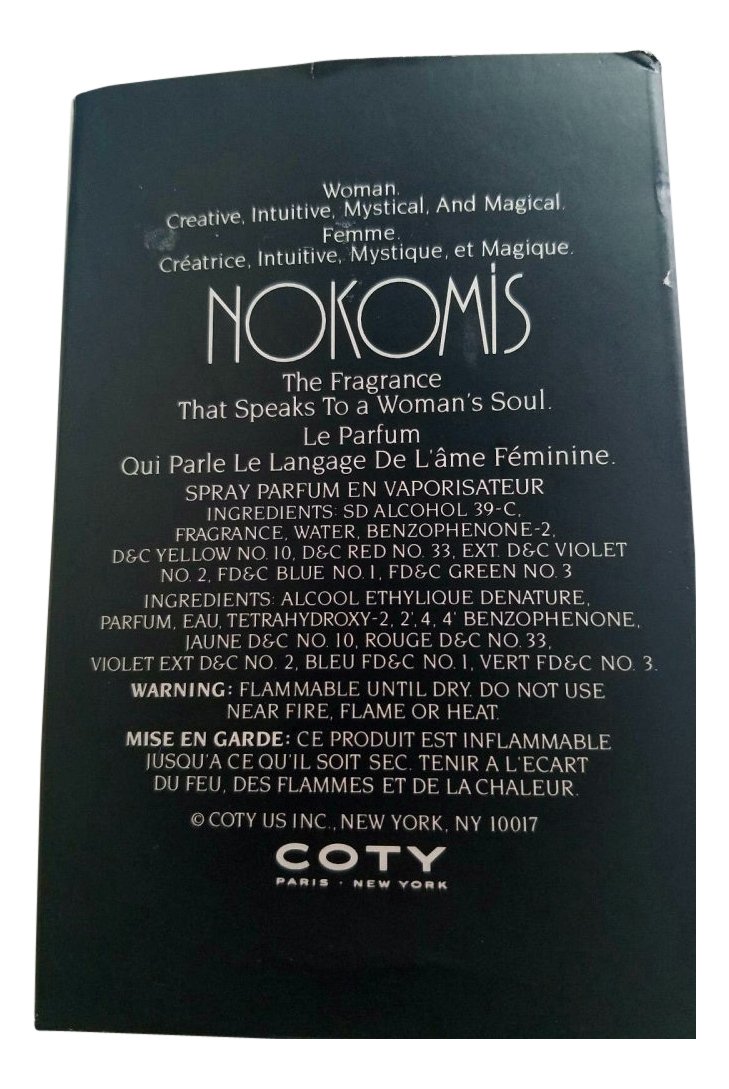 Woman.
Creative, Intuitive, Mystical, And Magical.
Femme.
Créatrice, Intuitive, Mystique, et Magique.
NOKOMiS
The Fragrance
That Speaks To a Woman's Soul.
Le Parfum
Qui Parle Le Langage De L'âme Féminine.
SPRAY PARFUM EN VAPORISATEUR
INGREDIENTS: SD ALCOHOL 39-C,
FRAGRANCE, WATER, BENZOPHENONE-2,
D&C YELLOW NO. 10, D&C RED NO. 33, EXT. D&C VIOLET
NO. 2, FD&C BLUE NO. 1, FD&C GREEN NO. 3
INGREDIENTS: ALCOOL ETHYLIQUE DENATURE,
PARFUM, EAU, TETRAHYDROXY-2, 2', 4, 4' BENZOPHENONE,
JAUNE D&C NO. 10, ROUGE D&C NO. 33,
VIOLET EXT D&C NO. 2, BLEU FD&C NO. 1, VERT FD&C NO. 3.
WARNING: FLAMMABLE UNTIL DRY. DO NOT USE
NEAR FIRE, FLAME OR HEAT.
MISE EN GARDE: CE PRODUIT EST INFLAMMABLE
JUSQU'A CE QU'IL SOIT SEC. TENIR A L'ECART
DU FEU, DES FLAMMES ET DE LA CHALEUR.
© COTY US INC., NEW YORK, NY 10017
COTY
PARIS · NEW YORK